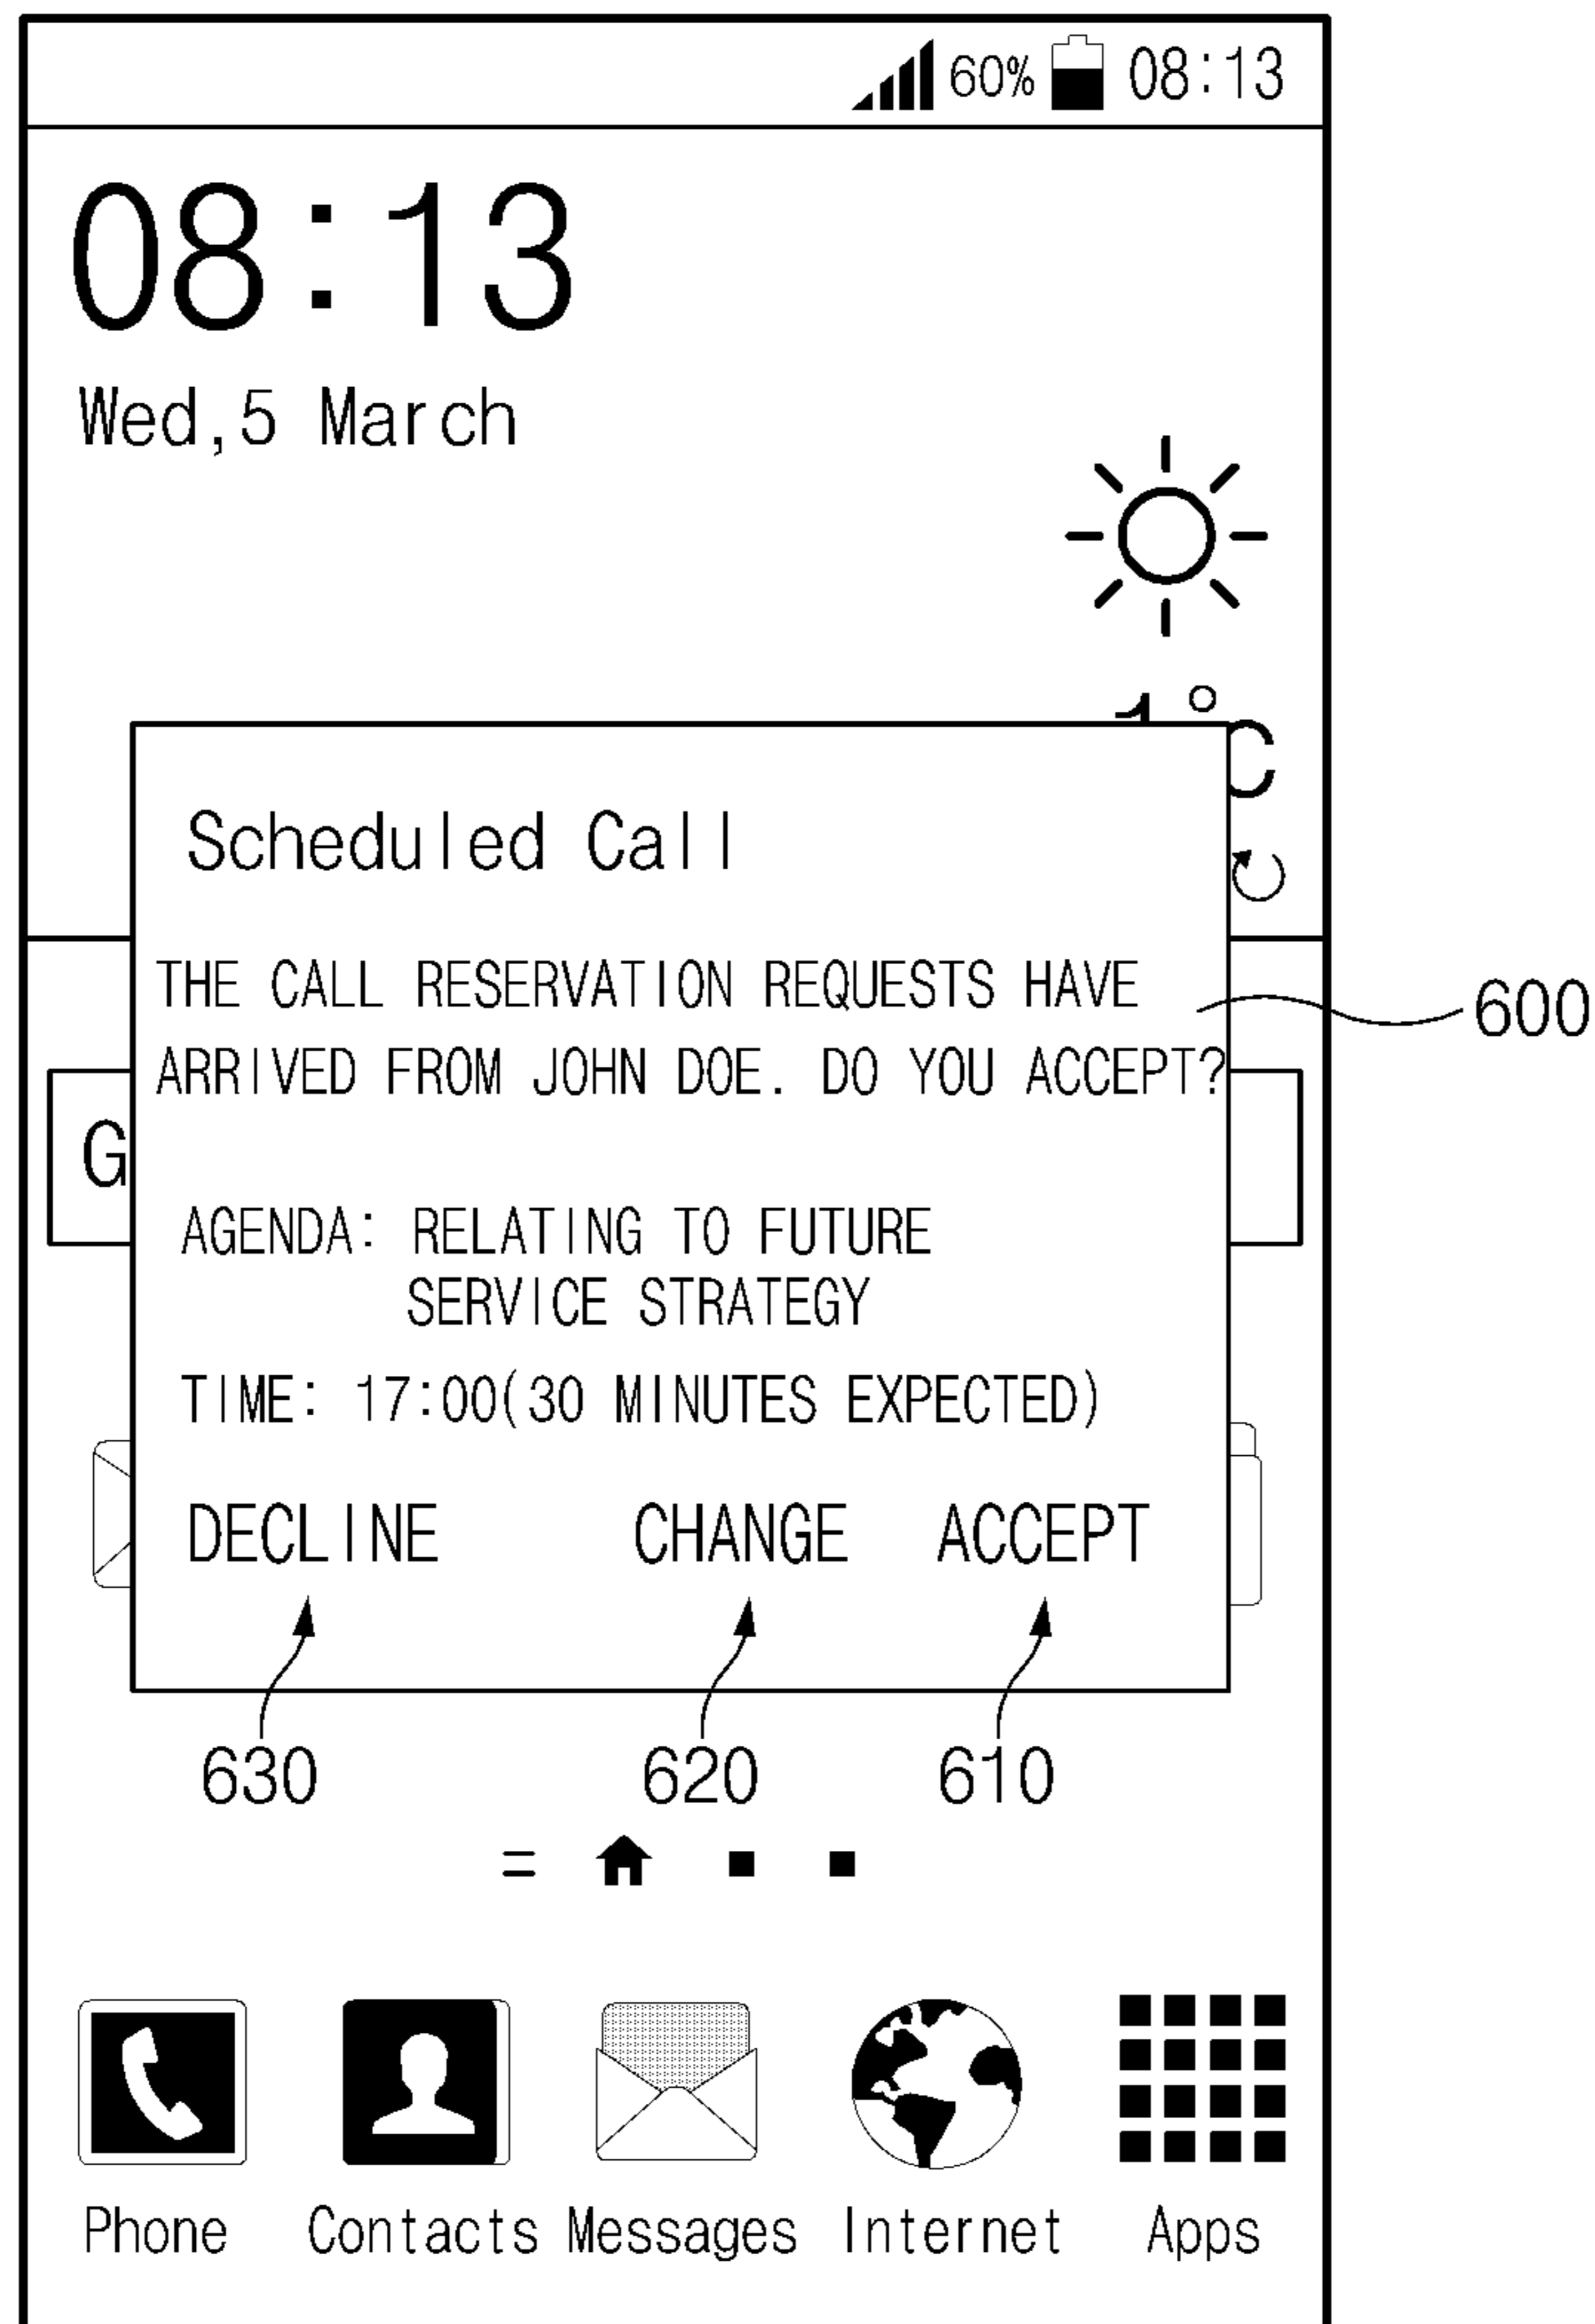 60% 08:13
08:13
Wed,5 March
1°C
Scheduled Call
THE CALL RESERVATION REQUESTS HAVE
ARRIVED FROM JOHN DOE. DO YOU ACCEPT?
600
G
AGENDA: RELATING TO FUTURE
SERVICE STRATEGY
TIME: 17:00(30 MINUTES EXPECTED)
DECLINE CHANGE ACCEPT
630 620 610
Phone Contacts Messages Internet Apps